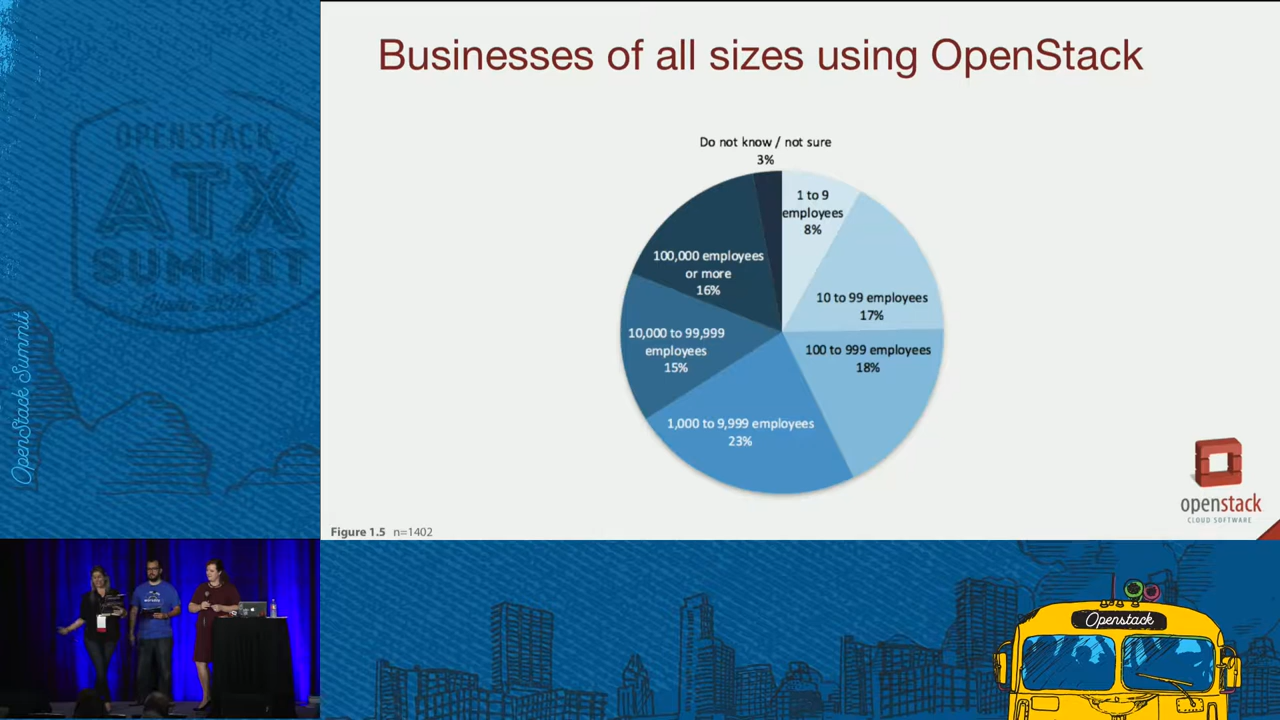 Businesses of all sizes using OpenStack
OPENSTACK
ATX
SUMMIT
OpenStack Summit
Do not know / not sure
3%
1 to 9
employees
8%
10 to 99 employees
17%
100 to 999 employees
18%
1,000 to 9,999 employees
23%
10,000 to 99,999
employees
15%
100,000 employees
or more
16%
openstack
CLOUD SOFTWARE
Figure 1.5 n=1402
Openstack